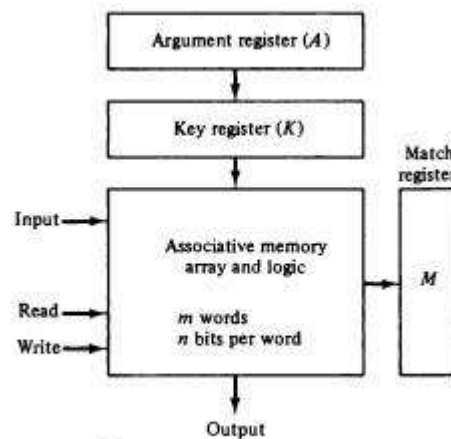 Argument register (A)
Key register (K)
Match
register
Input
Associative memory
array and logic
M
Read
m words
n bits per word
Write
Output